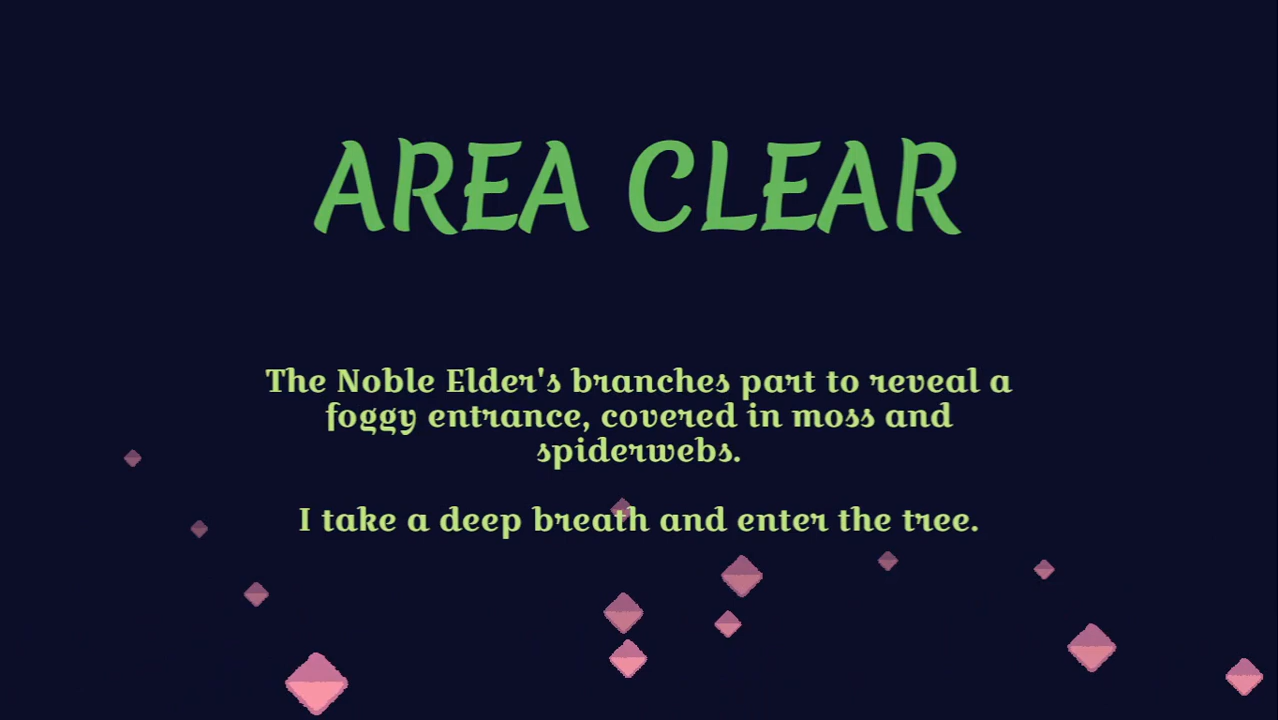 AREA CLEAR
The Noble Elder's branches part to reveal a
foggy entrance, covered in moss and
spiderwebs.
I take a deep breath and enter the tree.